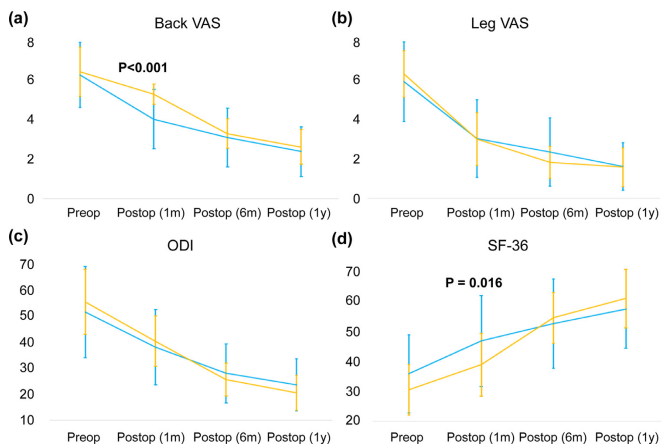 (a)
Back VAS
8
6
4
2
0
P<0.001
Preop Postop (1m) Postop (6m) Postop (1y)
(b)
Leg VAS
8
6
4
2
0
Preop Postop (1m) Postop (6m) Postop (1y)
(c)
ODI
70
60
50
40
30
20
10
Preop Postop (1m) Postop (6m) Postop (1y)
(d)
SF-36
70
60
50
40
30
20
P = 0.016
Preop Postop (1m) Postop (6m) Postop (1y)